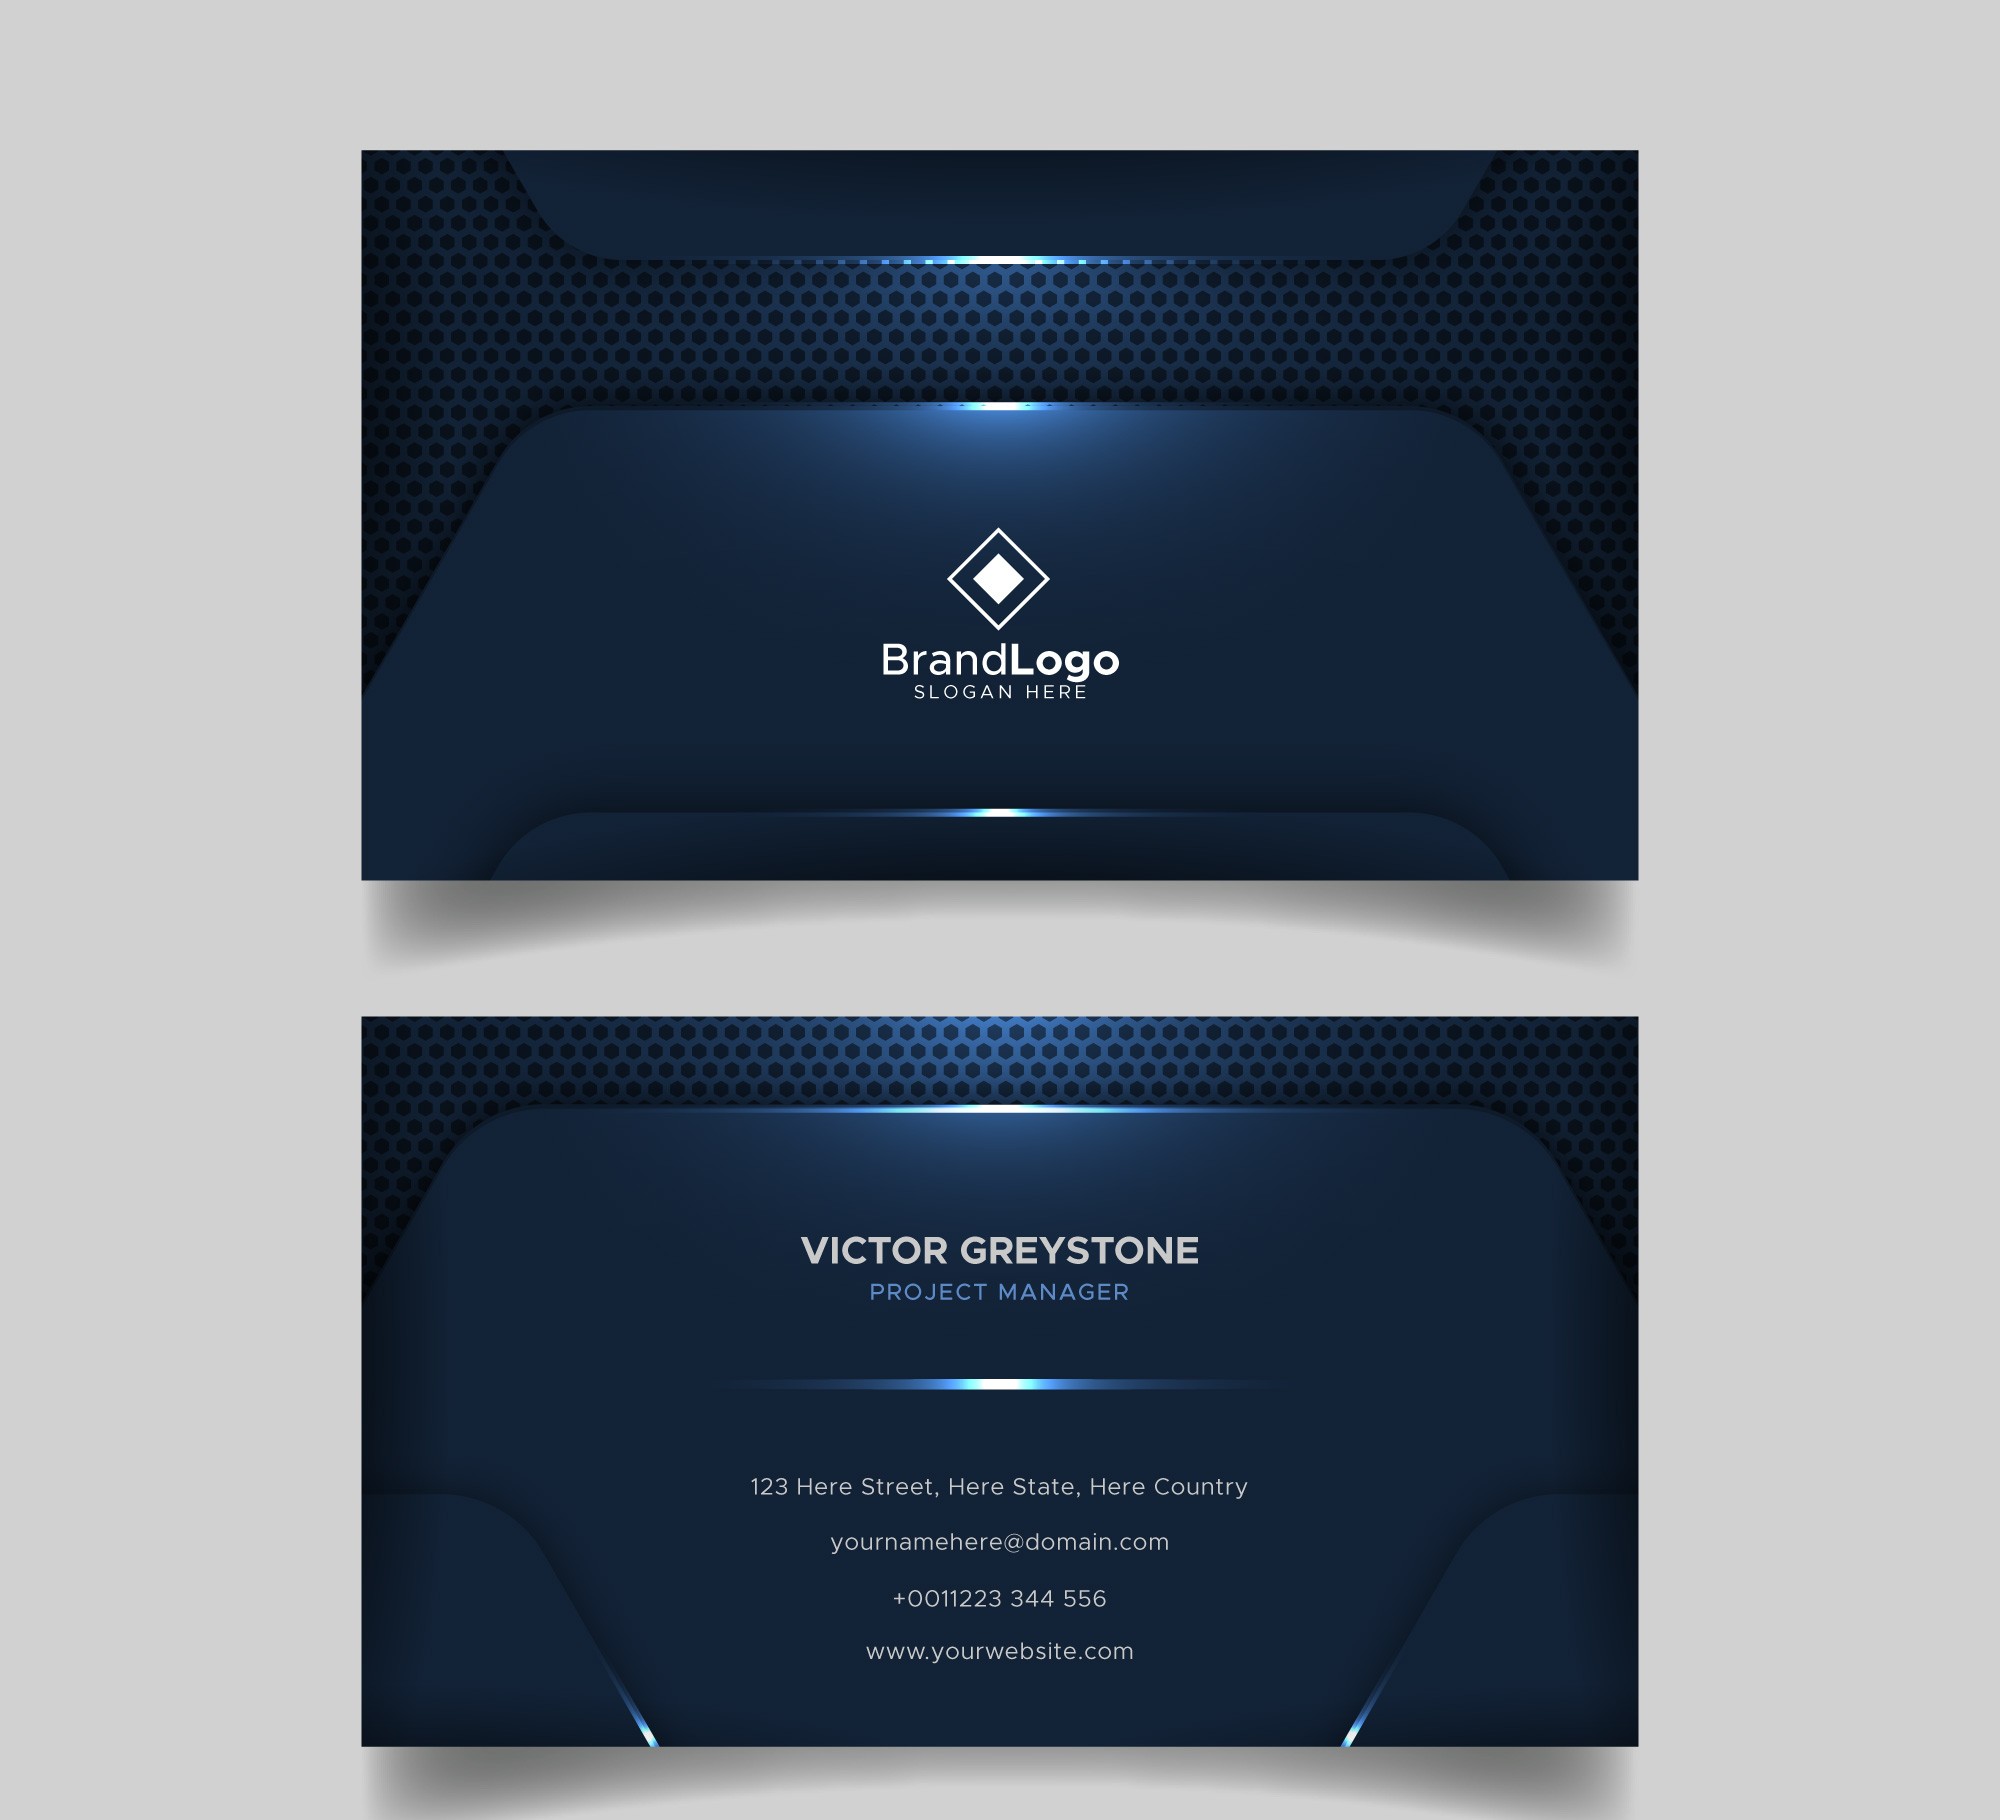 BrandLogo
SLOGAN HERE
VICTOR GREYSTONE
PROJECT MANAGER
123 Here Street, Here State, Here Country
yournamehere@domain.com
+0011223 344 556
www.yourwebsite.com